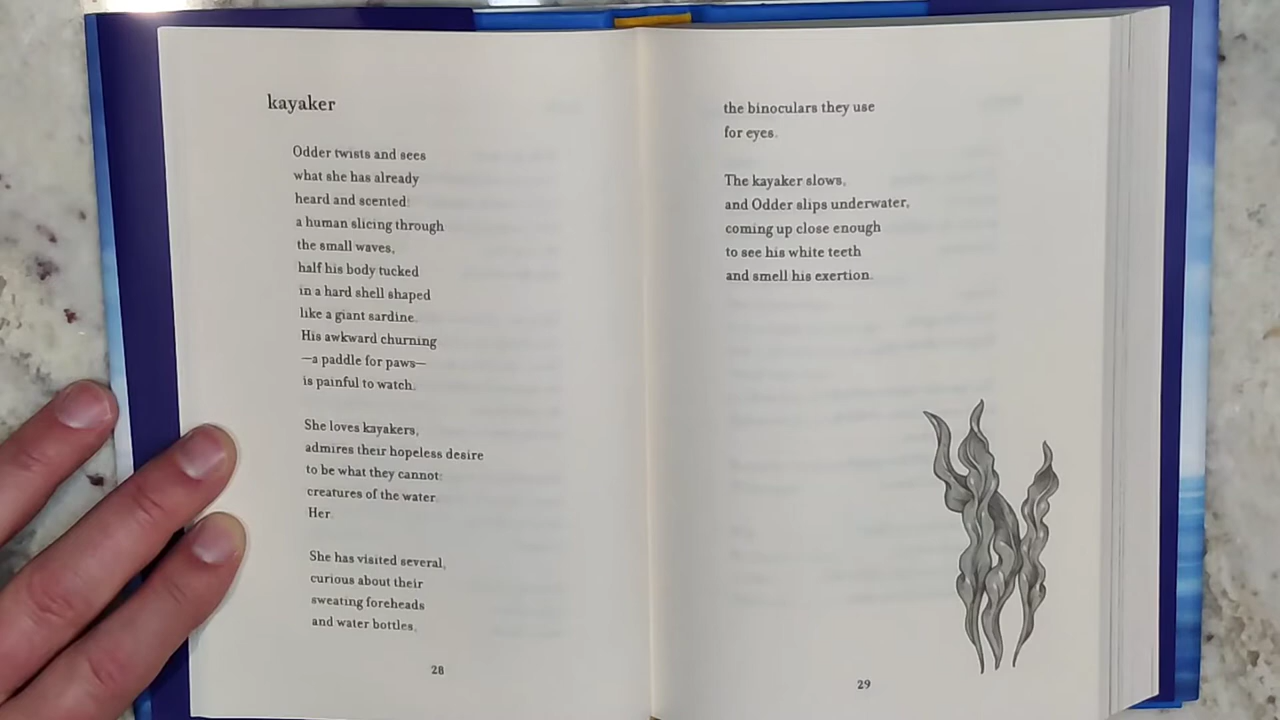 kayaker
Odder twists and sees
what she has already
heard and scented:
a human slicing through
the small waves,
half his body tucked
in a hard shell shaped
like a giant sardine.
His awkward churning
—a paddle for paws—
is painful to watch.
She loves kayakers,
admires their hopeless desire
to be what they cannot:
creatures of the water.
Her.
She has visited several,
curious about their
sweating foreheads
and water bottles,
28
the binoculars they use
for eyes.
The kayaker slows,
and Odder slips underwater,
coming up close enough
to see his white teeth
and smell his exertion.
29